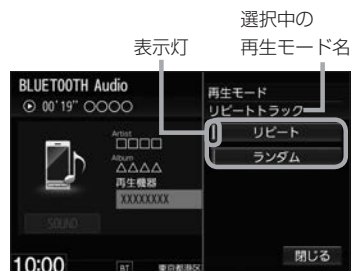 選択中の
表示灯
再生モード名
BLUETOOTH Audio
00'19" ○○○○
再生モード
リピートトラック
Artist
□□□□
Album
△△△△
再生機器
XXXXXXXX
リピート
ランダム
SOUND
閉じる
10:00
BT
東京都港区